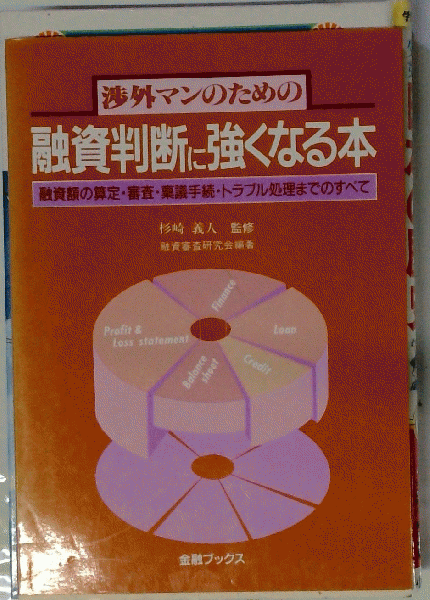 渉外マンのための
融資判断に強くなる本
融資額の算定・審査・稟議手続・トラブル処理までのすべて
杉崎 義人 監修
融資審査研究会編著
Finance
Profit &
Loss statement
Loan
Balance
sheet
Credit
金融ブックス